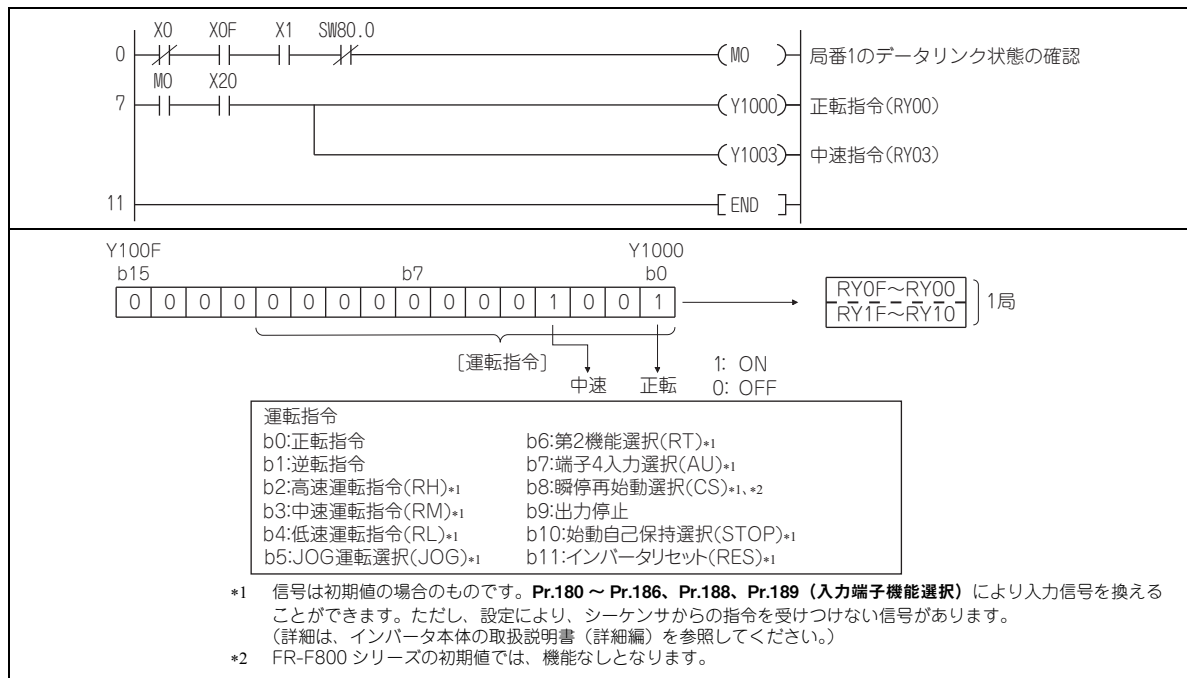 X0 X0F X1 SW80.0
0 M0 局番1のデータリンク状態の確認
M0 X20
7 Y1000 正転指令(RY00)
Y1003 中速指令(RY03)
11 END
Y100F Y1000
b15 b7 b0
0 0 0 0 0 0 0 0 0 0 0 0 1 0 0 1
RY0F～RY00
RY1F～RY10
1局
[運転指令]
中速 正転
1: ON
0: OFF
運転指令
b0:正転指令 b6:第2機能選択(RT)*1
b1:逆転指令 b7:端子4入力選択(AU)*1
b2:高速運転指令(RH)*1 b8:瞬停再始動選択(CS)*1、*2
b3:中速運転指令(RM)*1 b9:出力停止
b4:低速運転指令(RL)*1 b10:始動自己保持選択(STOP)*1
b5:JOG運転選択(JOG)*1 b11:インバータリセット(RES)*1
*1 信号は初期値の場合のものです。Pr.180 ～ Pr.186、Pr.188、Pr.189（入力端子機能選択）により入力信号を換える
ことができます。ただし、設定により、シーケンサからの指令を受けつけない信号があります。
（詳細は、インバータ本体の取扱説明書（詳細編）を参照してください。）
*2 FR-F800 シリーズの初期値では、機能なしとなります。